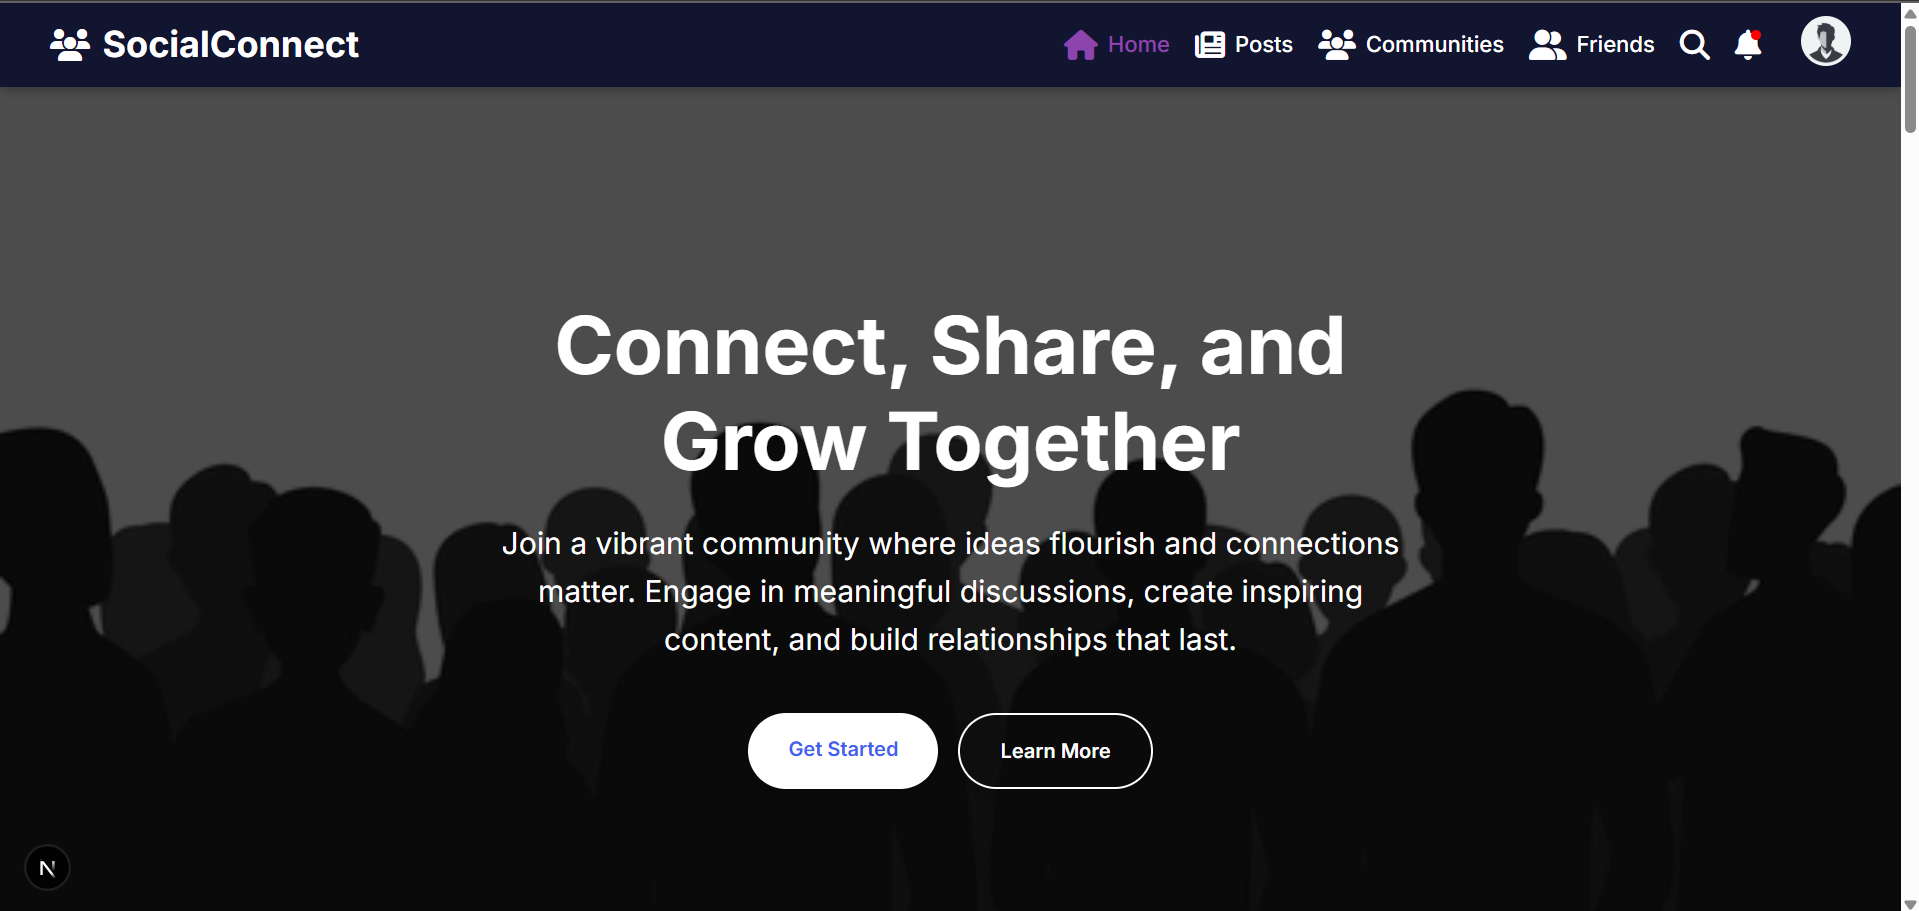 SocialConnect
Home
Posts
Communities
Friends
Connect, Share, and
Grow Together
Join a vibrant community where ideas flourish and connections
matter. Engage in meaningful discussions, create inspiring
content, and build relationships that last.
Get Started
Learn More
N